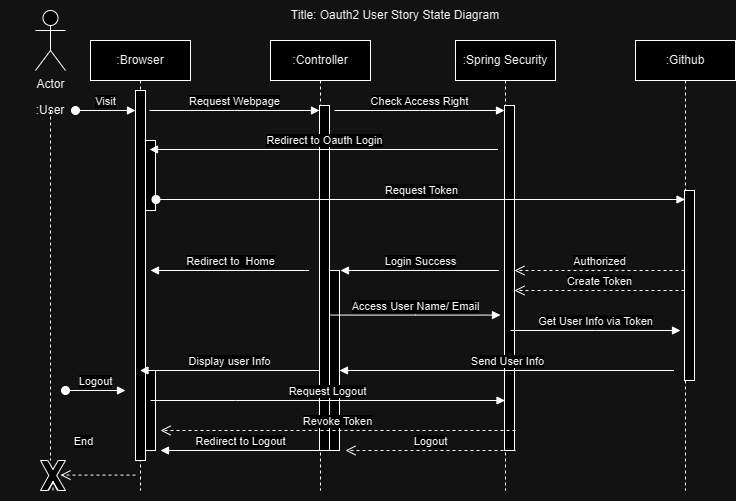 Title: Oauth2 User Story State Diagram
:Browser
:Controller
:Spring Security
:Github
Actor
:User
Visit
Request Webpage
Check Access Right
Redirect to Oauth Login
Request Token
Redirect to Home
Login Success
Authorized
Create Token
Access User Name/ Email
Get User Info via Token
Display user Info
Send User Info
Logout
Request Logout
Revoke Token
End
Redirect to Logout
Logout